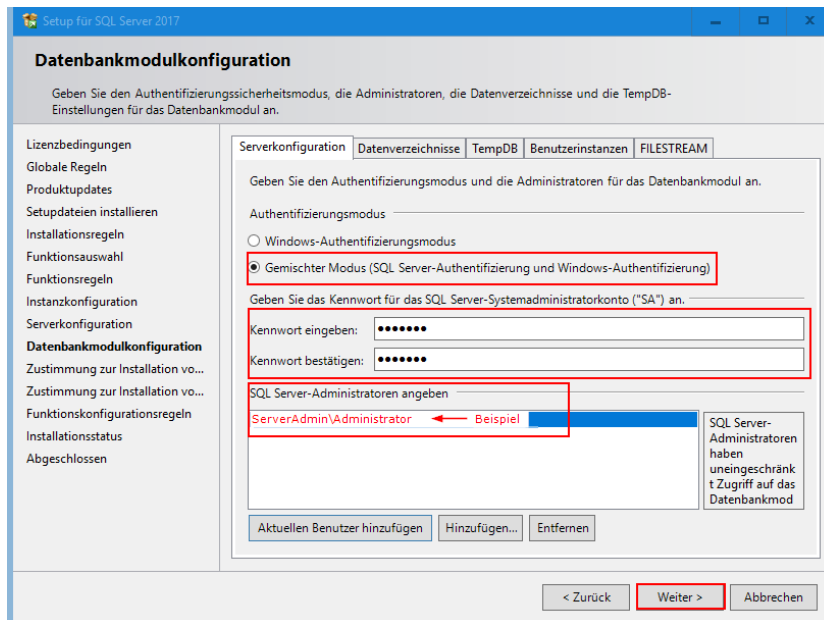 Setup für SQL Server 2017
Datenbankmodulkonfiguration
Geben Sie den Authentifizierungssicherheitsmodus, die Administratoren, die Datenverzeichnisse und die TempDB-
Einstellungen für das Datenbankmodul an.
Lizenzbedingungen
Globale Regeln
Produktupdates
Setupdateien installieren
Installationsregeln
Funktionsauswahl
Funktionsregeln
Instanzkonfiguration
Serverkonfiguration
Datenbankmodulkonfiguration
Zustimmung zur Installation vo...
Zustimmung zur Installation vo...
Funktionskonfigurationsregeln
Installationsstatus
Abgeschlossen
Serverkonfiguration Datenverzeichnisse TempDB Benutzerinstanzen FILESTREAM
Geben Sie den Authentifizierungsmodus und die Administratoren für das Datenbankmodul an.
Authentifizierungsmodus
Windows-Authentifizierungsmodus
Gemischter Modus (SQL Server-Authentifizierung und Windows-Authentifizierung)
Geben Sie das Kennwort für das SQL Server-Systemadministratorkonto ("SA") an.
Kennwort eingeben: •••••••
Kennwort bestätigen: •••••••
SQL Server-Administratoren angeben
ServerAdmin\Administrator Beispiel
SQL Server-
Administratoren
haben
uneingeschränk
t Zugriff auf das
Datenbankmod
Aktuellen Benutzer hinzufügen Hinzufügen... Entfernen
< Zurück Weiter > Abbrechen